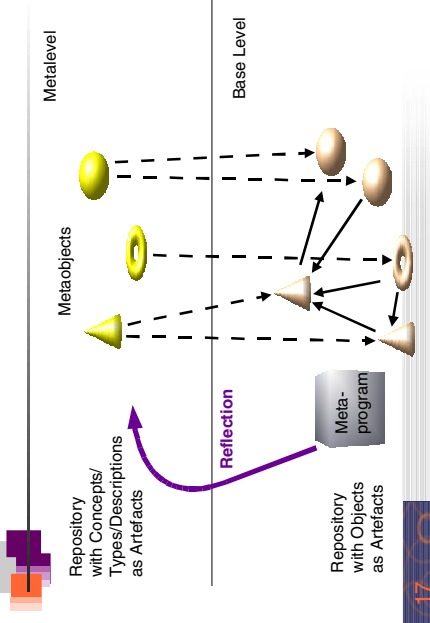 Metalevel
Base Level
Metaobjects
Repository
with Concepts/
Types/Descriptions
as Artefacts
Reflection
Meta-
program
Repository
with Objects
as Artefacts
17